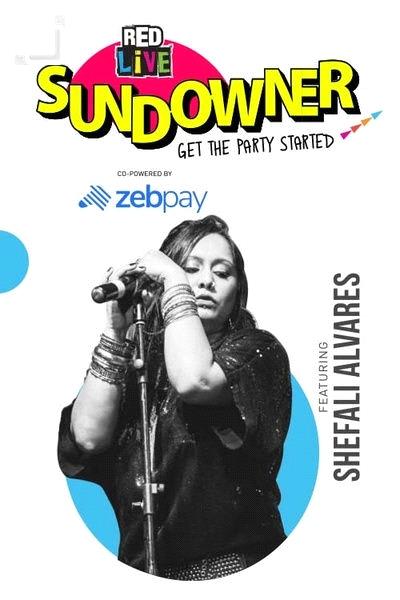 RED
LiVE
SUNDOWNER
GET THE PARTY STARTED
CO-POWERED BY
zebpay
FEATURING
SHEFALI ALVARES